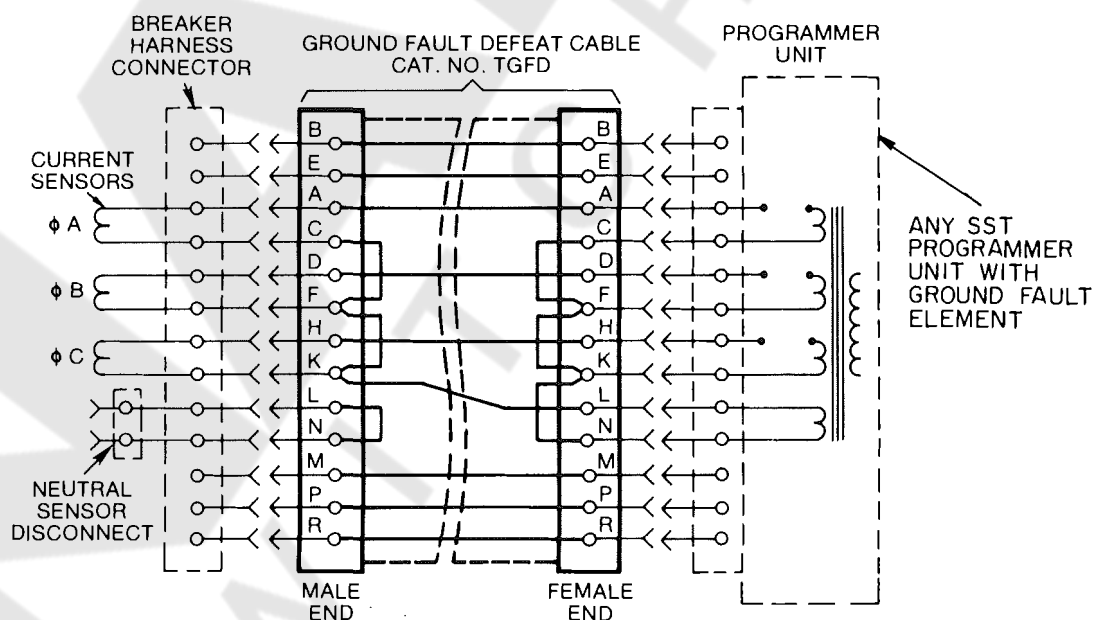 BREAKER
HARNESS
CONNECTOR
GROUND FAULT DEFEAT CABLE
CAT. NO. TGFD
PROGRAMMER
UNIT
CURRENT
SENSORS
ϕ A
ϕ B
ϕ C
NEUTRAL
SENSOR
DISCONNECT
B
E
A
C
D
F
H
K
L
N
M
P
R
MALE
END
B
E
A
C
D
F
H
K
L
N
M
P
R
FEMALE
END
ANY SST
PROGRAMMER
UNIT WITH
GROUND FAULT
ELEMENT